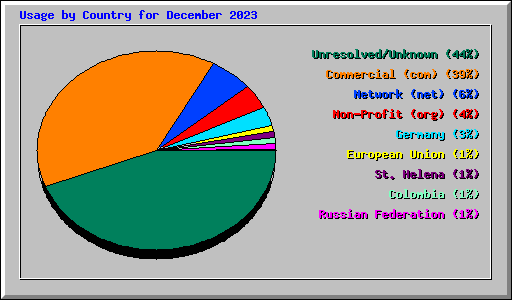 Usage by Country for December 2023
Unresolved/Unknown (44%)
Commercial (com) (39%)
Network (net) (6%)
Non-Profit (org) (4%)
Germany (3%)
European Union (1%)
St. Helena (1%)
Colombia (1%)
Russian Federation (1%)